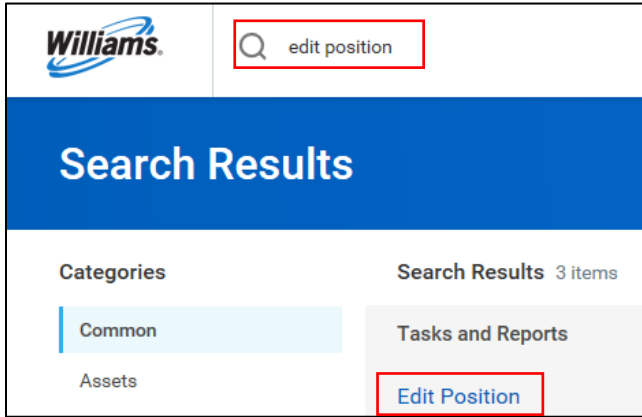 Williams.
edit position
Search Results
Categories
Search Results 3 items
Common
Tasks and Reports
Assets
Edit Position